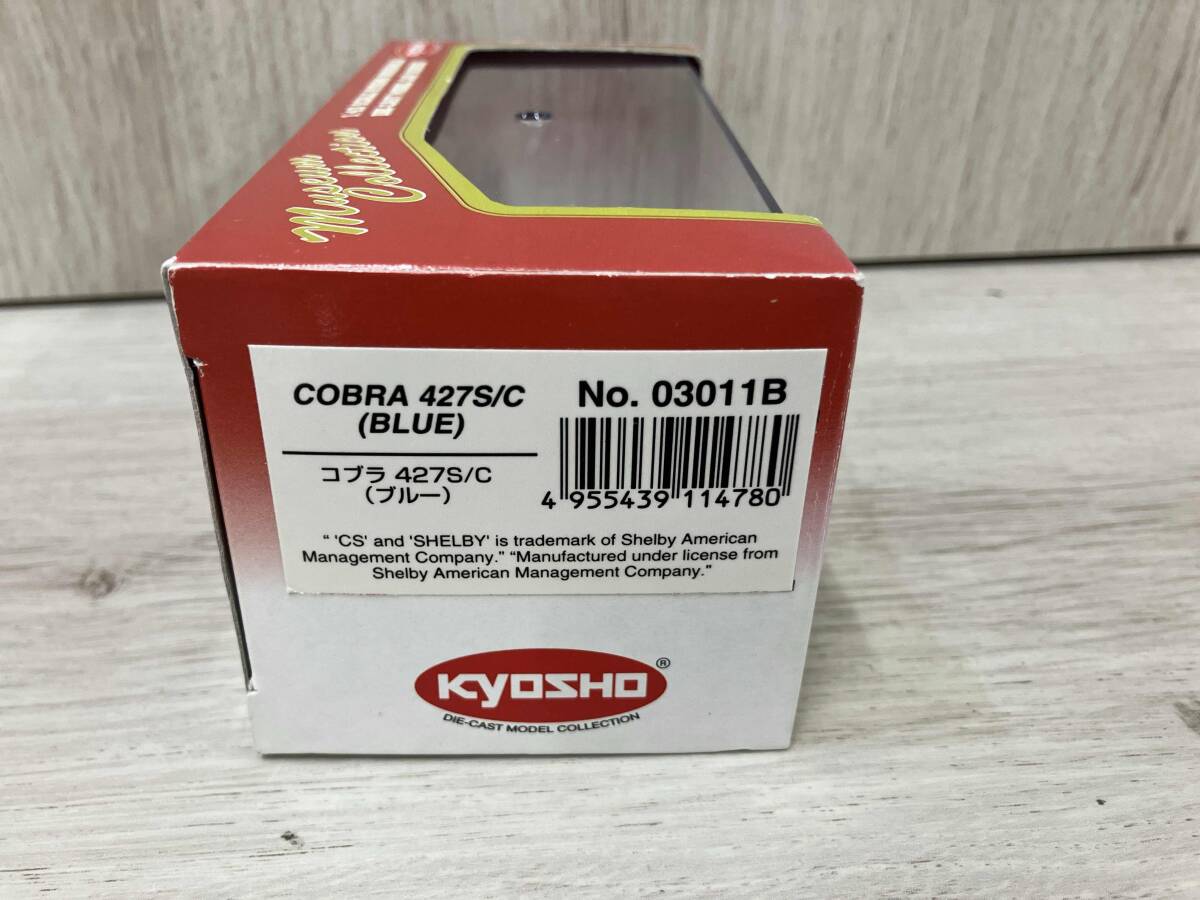 Museum
Collection
COBRA 427S/C
(BLUE)
コブラ 427S/C
(ブルー)
No. 03011B
4 955439 114780
" 'CS' and 'SHELBY' is trademark of Shelby American
Management Company." "Manufactured under license from
Shelby American Management Company."
KYOSHO ®
DIE-CAST MODEL COLLECTION